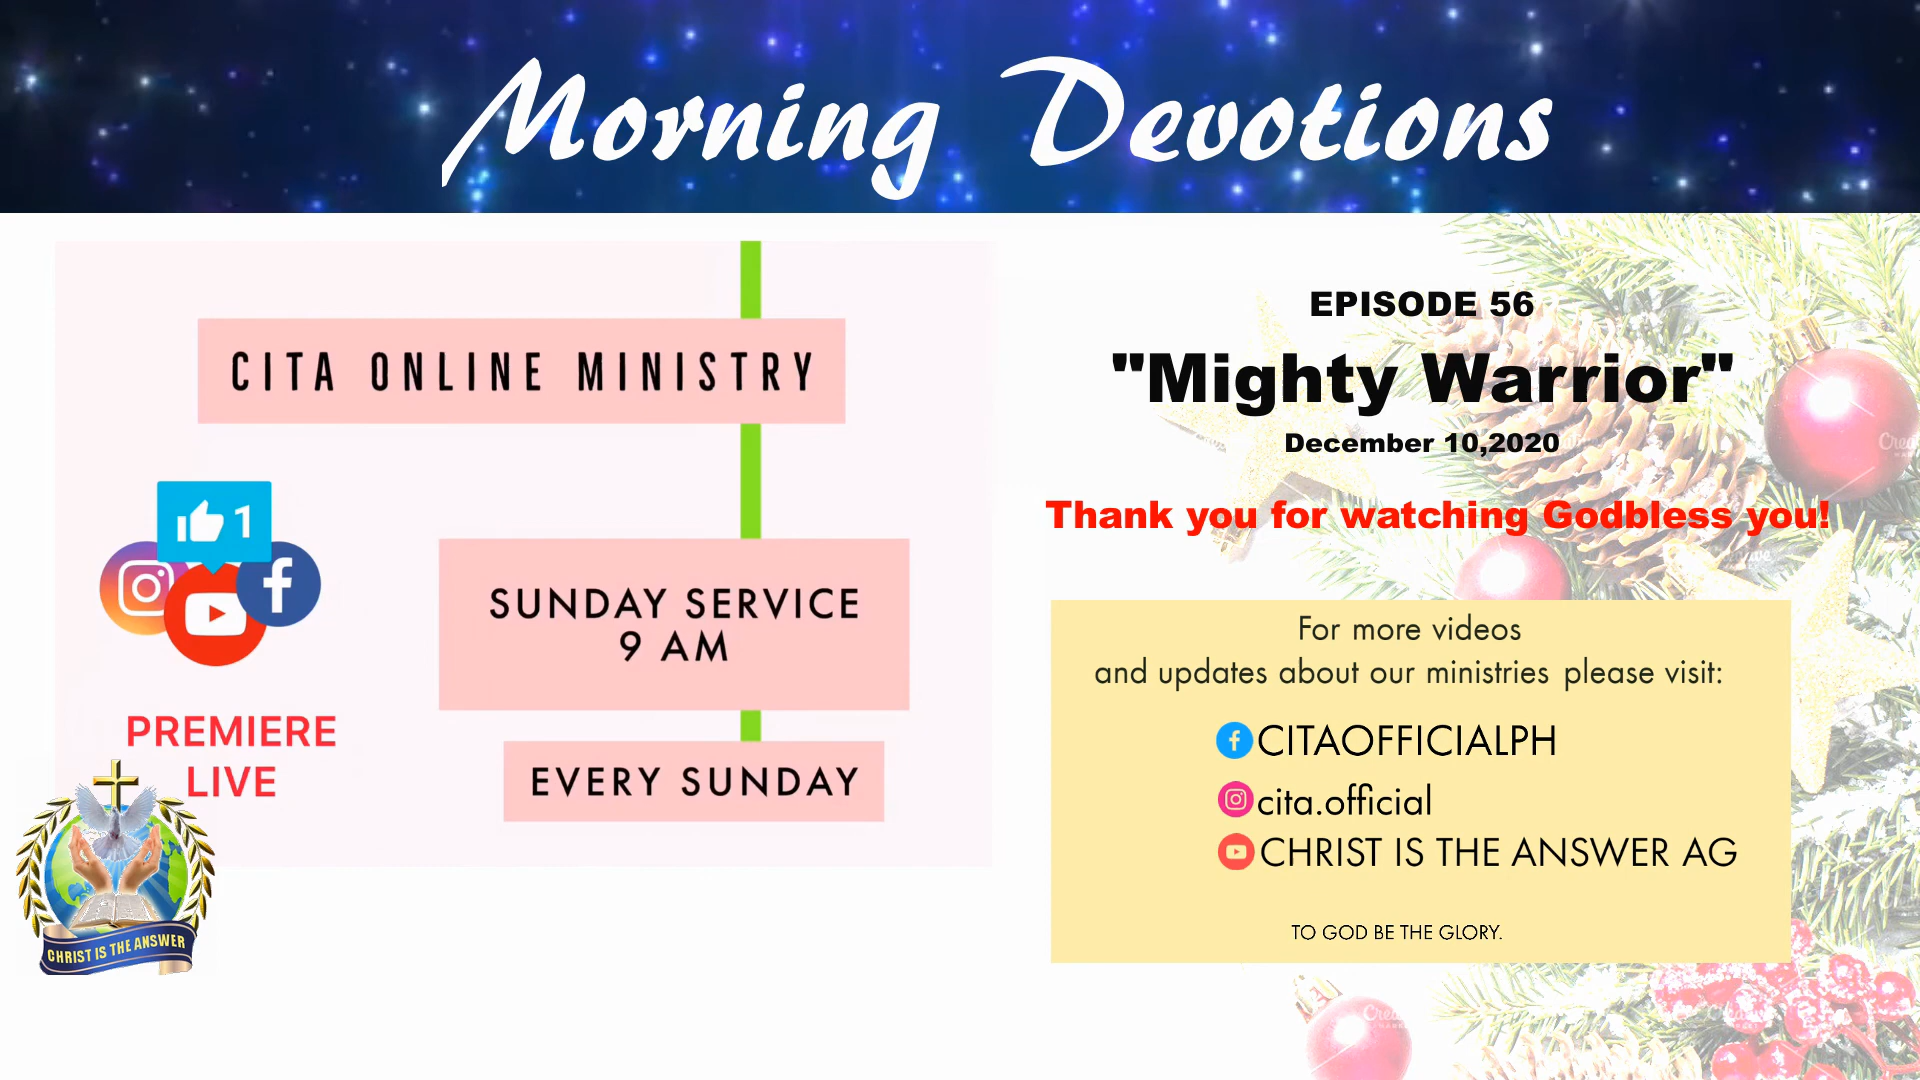 Morning Devotions
CITA ONLINE MINISTRY
1
SUNDAY SERVICE
9 AM
PREMIERE
LIVE
EVERY SUNDAY
CHRIST IS THE ANSWER
EPISODE 56
"Mighty Warrior"
December 10,2020
Thank you for watching Godbless you!
For more videos
and updates about our ministries please visit:
CITAOFFICIALPH
cita.official
CHRIST IS THE ANSWER AG
TO GOD BE THE GLORY.